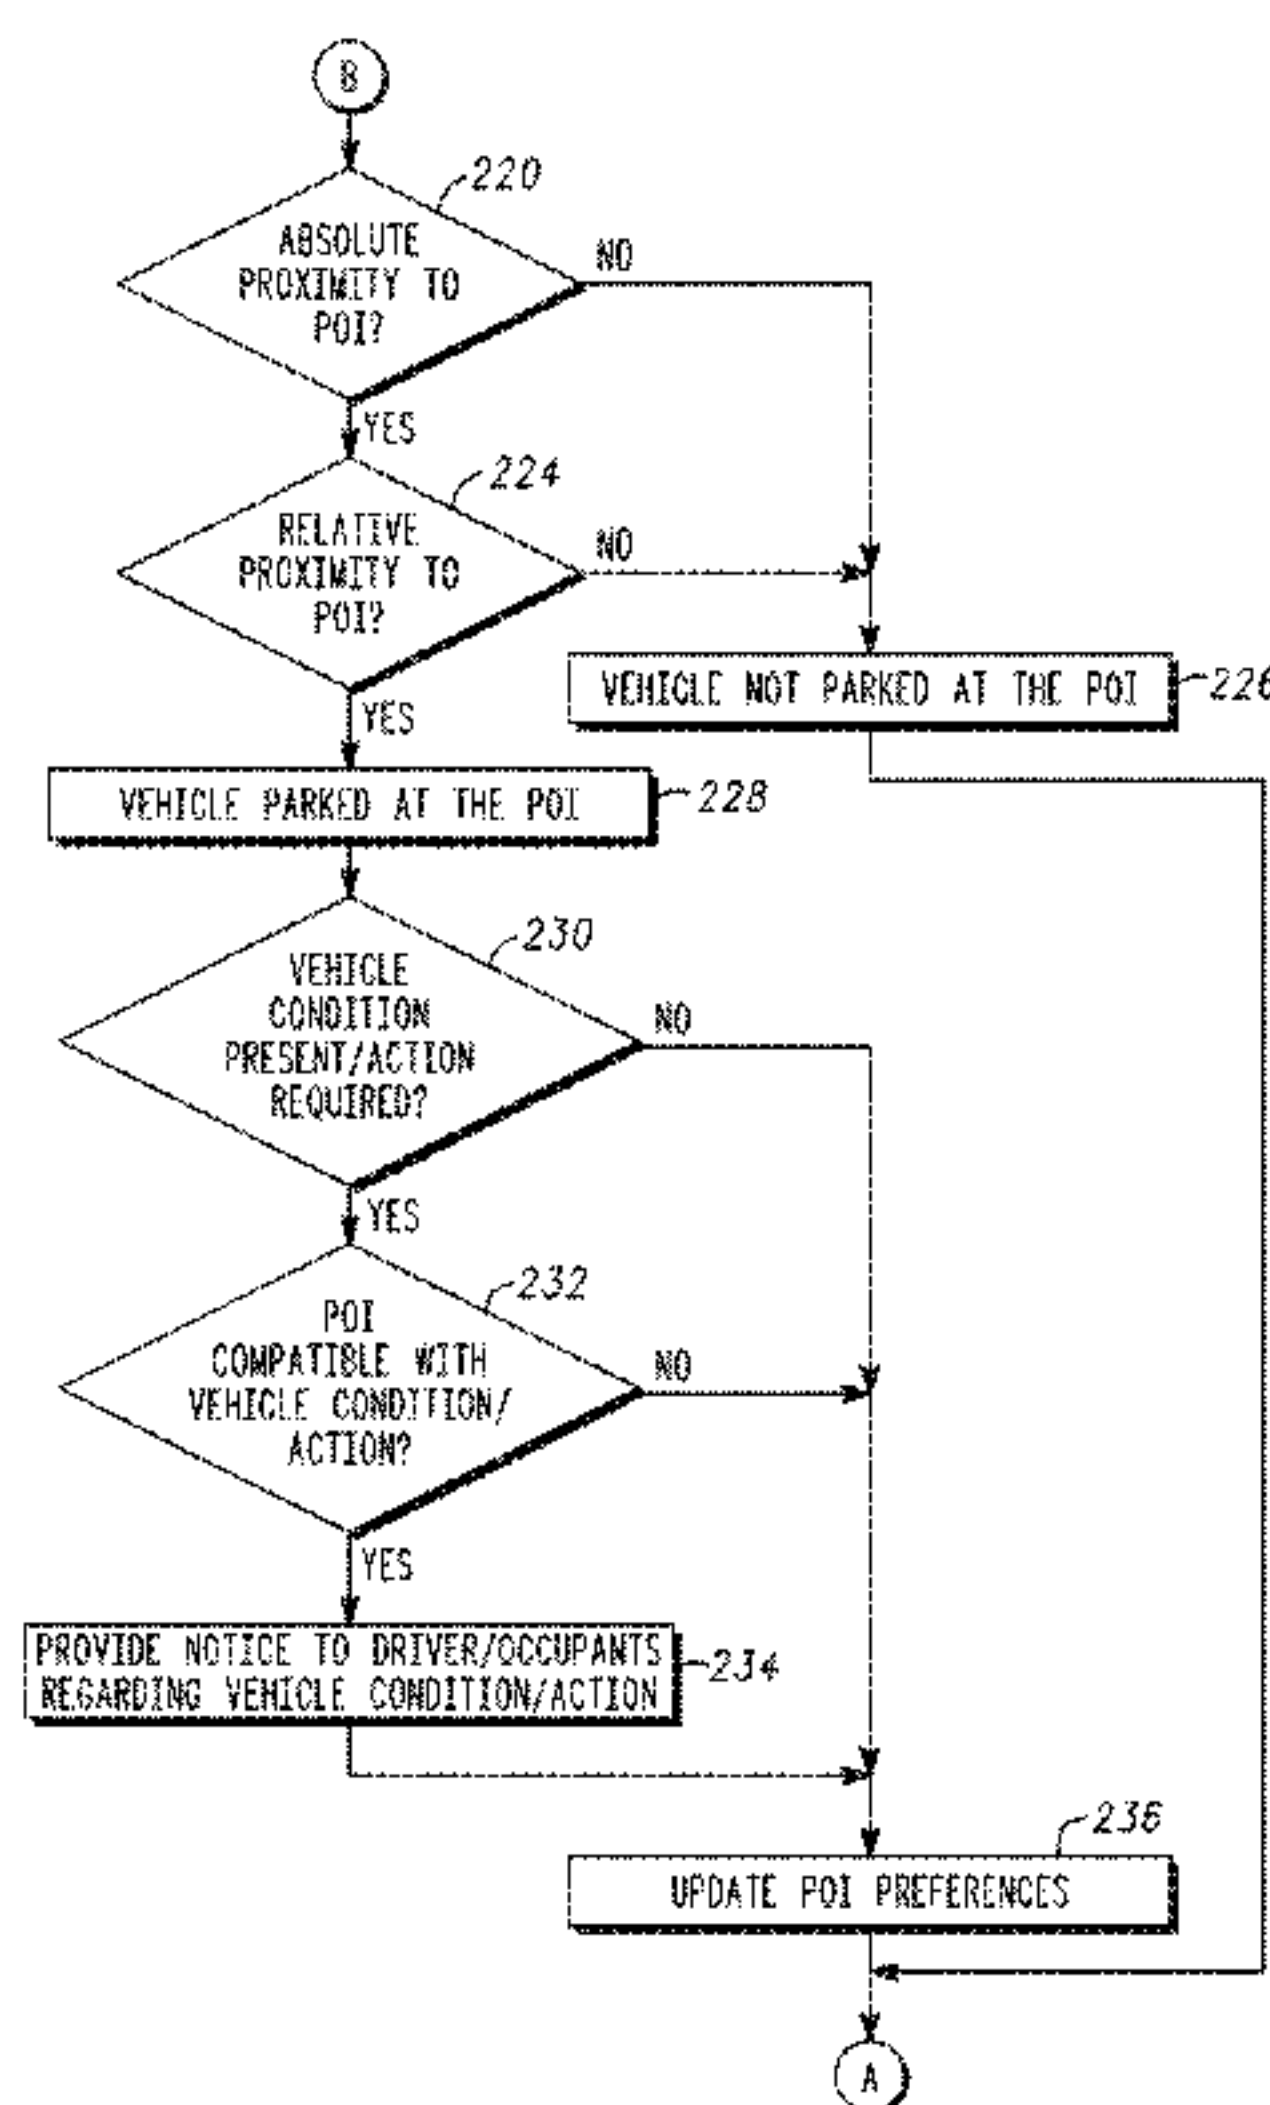 B
220
ABSOLUTE
PROXIMITY TO
POI?
NO
YES
224
RELATIVE
PROXIMITY TO
POI?
NO
YES
VEHICLE NOT PARKED AT THE POI
226
VEHICLE PARKED AT THE POI
228
230
VEHICLE
CONDITION
PRESENT/ACTION
REQUIRED?
NO
YES
232
POI
COMPATIBLE WITH
VEHICLE CONDITION/
ACTION?
NO
YES
PROVIDE NOTICE TO DRIVER/OCCUPANTS
REGARDING VEHICLE CONDITION/ACTION
234
236
UPDATE POI PREFERENCES
A